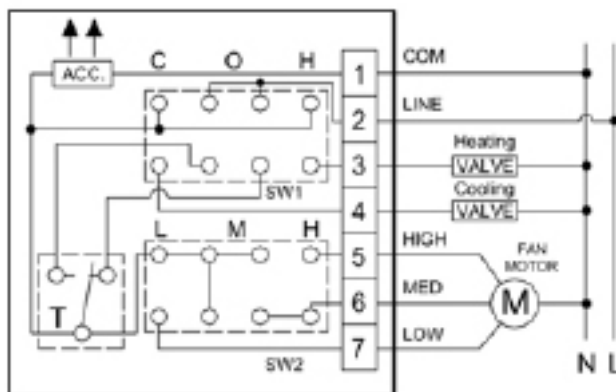 ACC.
C O H
1 COM
2 LINE
3 Heating VALVE
SW1
4 Cooling VALVE
L M H
5 HIGH
FAN MOTOR
T
6 MED
M
7 LOW
SW2
N L